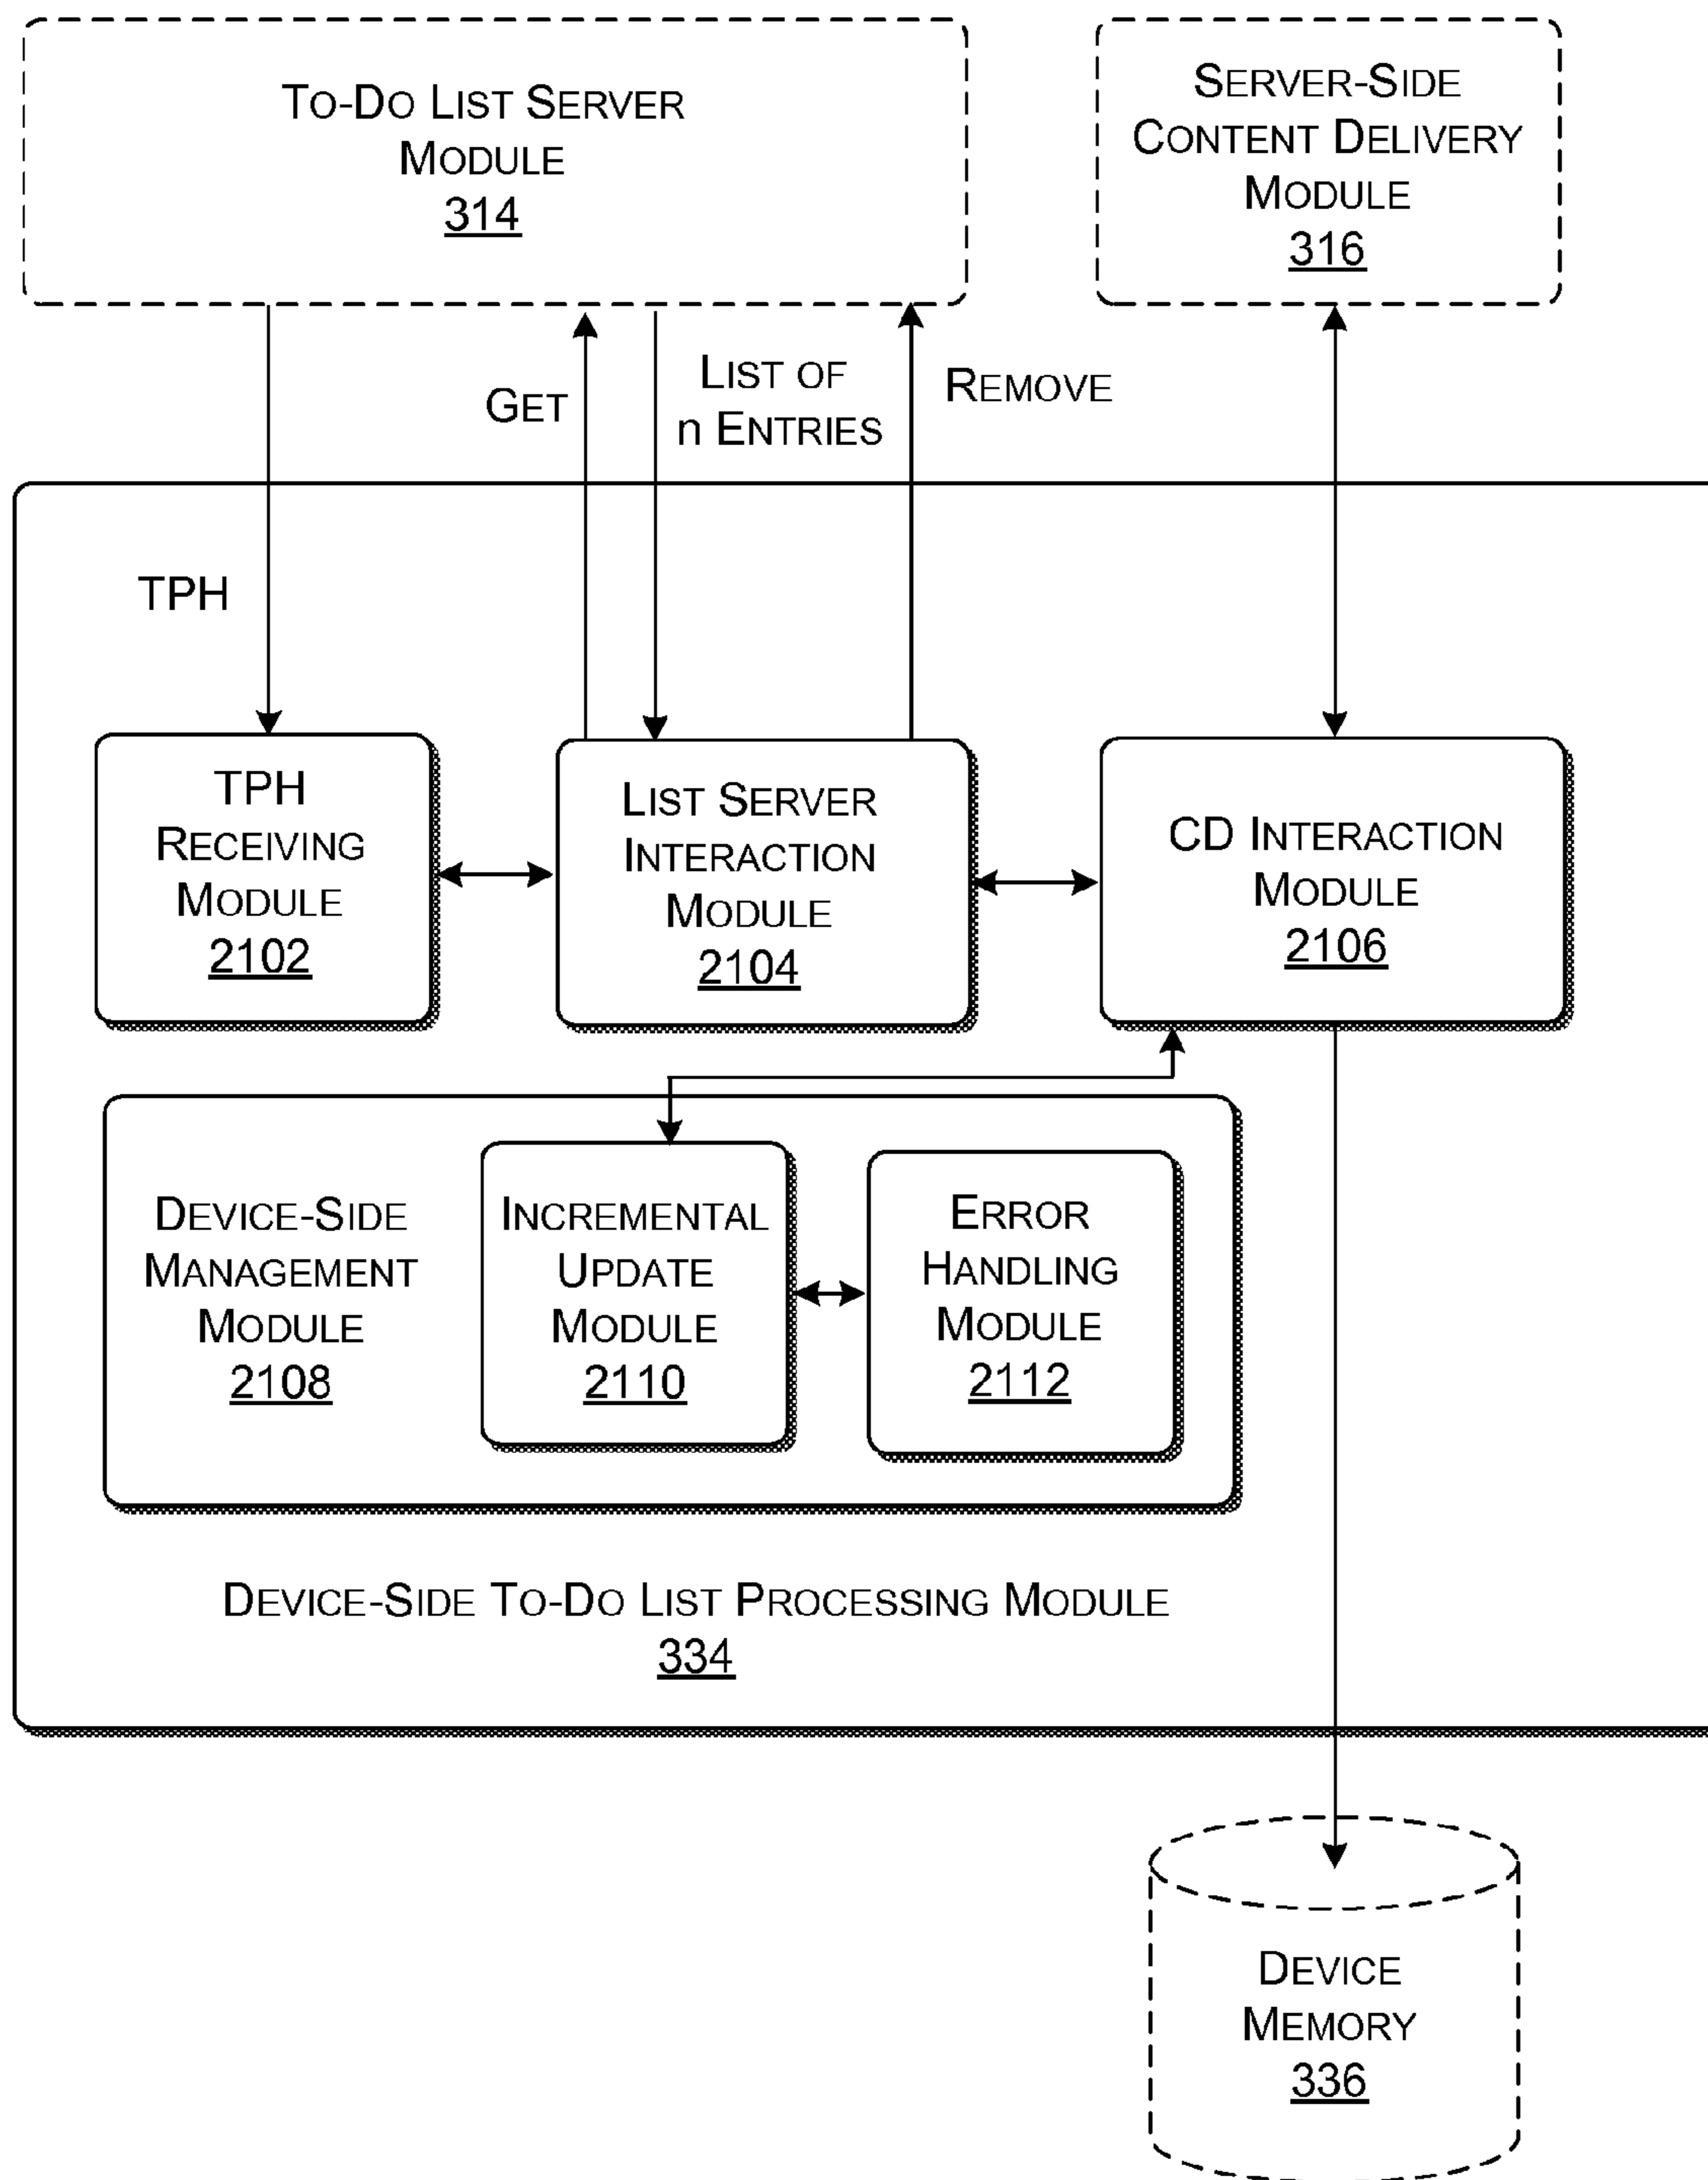 TO-DO LIST SERVER
MODULE
314
SERVER-SIDE
CONTENT DELIVERY
MODULE
316
GET
LIST OF
n ENTRIES
REMOVE
TPH
TPH
RECEIVING
MODULE
2102
LIST SERVER
INTERACTION
MODULE
2104
CD INTERACTION
MODULE
2106
DEVICE-SIDE
MANAGEMENT
MODULE
2108
INCREMENTAL
UPDATE
MODULE
2110
ERROR
HANDLING
MODULE
2112
DEVICE-SIDE TO-DO LIST PROCESSING MODULE
334
DEVICE
MEMORY
336